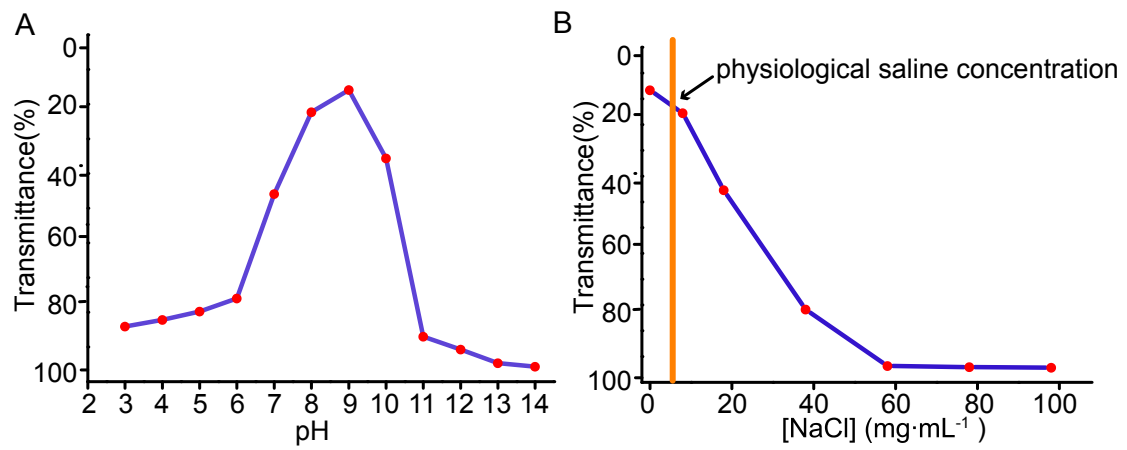 A
Transmittance(%)
0
20
40
60
80
100
2 3 4 5 6 7 8 9 10 11 12 13 14
pH
B
physiological saline concentration
Transmittance(%)
0
20
40
60
80
100
0 20 40 60 80 100
[NaCl] (mg·mL⁻¹ )